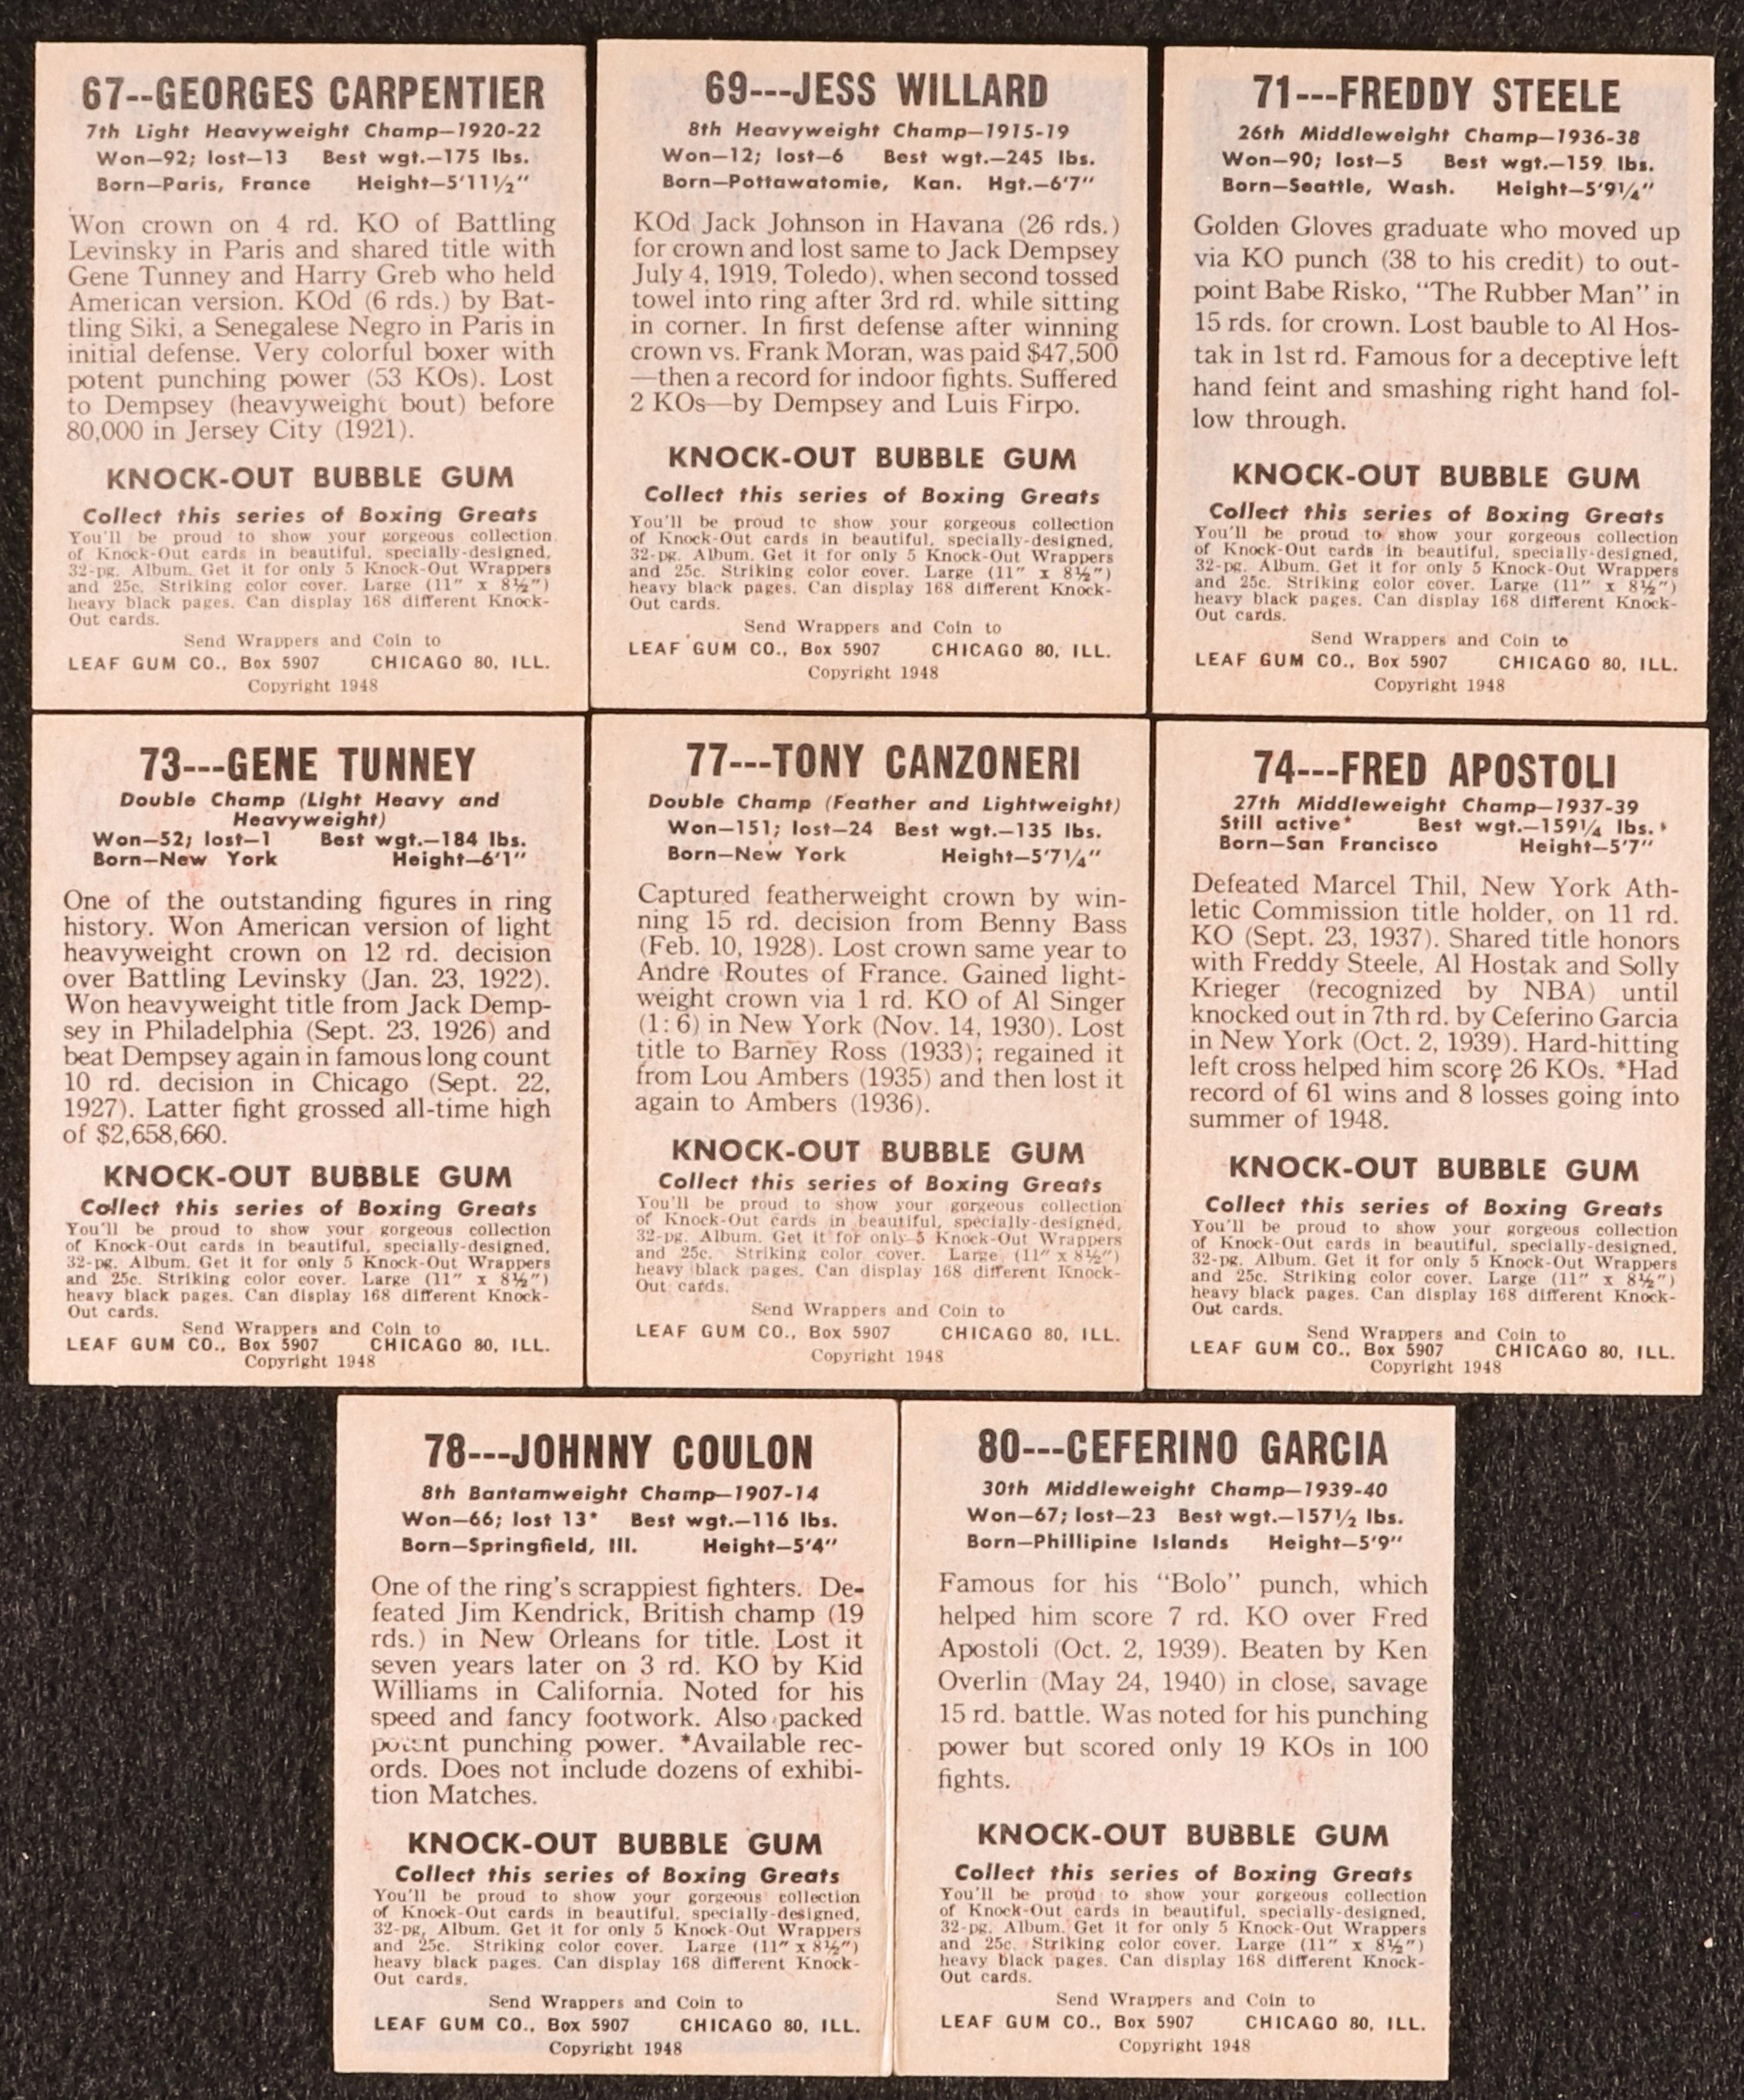 67--GEORGES CARPENTIER
7th Light Heavyweight Champ—1920-22
Won—92; lost—13 Best wgt.—175 lbs.
Born—Paris, France Height—5'11½"
Won crown on 4 rd. KO of Battling
Levinsky in Paris and shared title with
Gene Tunney and Harry Greb who held
American version. KOd (6 rds.) by Bat-
tling Siki, a Senegalese Negro in Paris in
initial defense. Very colorful boxer with
potent punching power (53 KOs). Lost
to Dempsey (heavyweight bout) before
80,000 in Jersey City (1921).
KNOCK-OUT BUBBLE GUM
Collect this series of Boxing Greats
You'll be proud to show your gorgeous collection
of Knock-Out cards in beautiful, specially-designed,
32-pg. Album. Get it for only 5 Knock-Out Wrappers
and 25c. Striking color cover. Large (11" x 8½")
heavy black pages. Can display 168 different Knock-
Out cards.
Send Wrappers and Coin to
LEAF GUM CO., Box 5907 CHICAGO 80, ILL.
Copyright 1948
69---JESS WILLARD
8th Heavyweight Champ—1915-19
Won—12; lost—6 Best wgt.—245 lbs.
Born—Pottawatomie, Kan. Hgt.—6'7"
KOd Jack Johnson in Havana (26 rds.)
for crown and lost same to Jack Dempsey
July 4, 1919, Toledo), when second tossed
towel into ring after 3rd rd. while sitting
in corner. In first defense after winning
crown vs. Frank Moran, was paid $47,500
—then a record for indoor fights. Suffered
2 KOs—by Dempsey and Luis Firpo.
KNOCK-OUT BUBBLE GUM
Collect this series of Boxing Greats
You'll be proud to show your gorgeous collection
of Knock-Out cards in beautiful, specially-designed,
32-pg. Album. Get it for only 5 Knock-Out Wrappers
and 25c. Striking color cover. Large (11" x 8½")
heavy black pages. Can display 168 different Knock-
Out cards.
Send Wrappers and Coin to
LEAF GUM CO., Box 5907 CHICAGO 80, ILL.
Copyright 1948
71---FREDDY STEELE
26th Middleweight Champ—1936-38
Won—90; lost—5 Best wgt.—159 lbs.
Born—Seattle, Wash. Height—5'9¼"
Golden Gloves graduate who moved up
via KO punch (38 to his credit) to out-
point Babe Risko, "The Rubber Man" in
15 rds. for crown. Lost bauble to Al Hos-
tak in 1st rd. Famous for a deceptive left
hand feint and smashing right hand fol-
low through.
KNOCK-OUT BUBBLE GUM
Collect this series of Boxing Greats
You'll be proud to show your gorgeous collection
of Knock-Out cards in beautiful, specially-designed,
32-pg. Album. Get it for only 5 Knock-Out Wrappers
and 25c. Striking color cover. Large (11" x 8½")
heavy black pages. Can display 168 different Knock-
Out cards.
Send Wrappers and Coin to
LEAF GUM CO., Box 5907 CHICAGO 80, ILL.
Copyright 1948
73---GENE TUNNEY
Double Champ (Light Heavy and
Heavyweight)
Won—52; lost—1 Best wgt.—184 lbs.
Born—New York Height—6'1"
One of the outstanding figures in ring
history. Won American version of light
heavyweight crown on 12 rd. decision
over Battling Levinsky (Jan. 23, 1922).
Won heavyweight title from Jack Demp-
sey in Philadelphia (Sept. 23, 1926) and
beat Dempsey again in famous long count
10 rd. decision in Chicago (Sept. 22,
1927). Latter fight grossed all-time high
of $2,658,660.
KNOCK-OUT BUBBLE GUM
Collect this series of Boxing Greats
You'll be proud to show your gorgeous collection
of Knock-Out cards in beautiful, specially-designed,
32-pg. Album. Get it for only 5 Knock-Out Wrappers
and 25c. Striking color cover. Large (11" x 8½")
heavy black pages. Can display 168 different Knock-
Out cards.
Send Wrappers and Coin to
LEAF GUM CO., Box 5907 CHICAGO 80, ILL.
Copyright 1948
77---TONY CANZONERI
Double Champ (Feather and Lightweight)
Won—151; lost—24 Best wgt.—135 lbs.
Born—New York Height—5'7¼"
Captured featherweight crown by win-
ning 15 rd. decision from Benny Bass
(Feb. 10, 1928). Lost crown same year to
Andre Routes of France. Gained light-
weight crown via 1 rd. KO of Al Singer
(1:6) in New York (Nov. 14, 1930). Lost
title to Barney Ross (1933); regained it
from Lou Ambers (1935) and then lost it
again to Ambers (1936).
KNOCK-OUT BUBBLE GUM
Collect this series of Boxing Greats
You'll be proud to show your gorgeous collection
of Knock-Out cards in beautiful, specially-designed,
32-pg. Album. Get it for only 5 Knock-Out Wrappers
and 25c. Striking color cover. Large (11" x 8½")
heavy black pages. Can display 168 different Knock-
Out cards.
Send Wrappers and Coin to
LEAF GUM CO., Box 5907 CHICAGO 80, ILL.
Copyright 1948
74---FRED APOSTOLI
27th Middleweight Champ—1937-39
Still active* Best wgt.—159¼ lbs.
Born—San Francisco Height—5'7"
Defeated Marcel Thil, New York Ath-
letic Commission title holder, on 11 rd.
KO (Sept. 23, 1937). Shared title honors
with Freddy Steele, Al Hostak and Solly
Krieger (recognized by NBA) until
knocked out in 7th rd. by Ceferino Garcia
in New York (Oct. 2, 1939). Hard-hitting
left cross helped him score 26 KOs. *Had
record of 61 wins and 8 losses going into
summer of 1948.
KNOCK-OUT BUBBLE GUM
Collect this series of Boxing Greats
You'll be proud to show your gorgeous collection
of Knock-Out cards in beautiful, specially-designed,
32-pg. Album. Get it for only 5 Knock-Out Wrappers
and 25c. Striking color cover. Large (11" x 8½")
heavy black pages. Can display 168 different Knock-
Out cards.
Send Wrappers and Coin to
LEAF GUM CO., Box 5907 CHICAGO 80, ILL.
Copyright 1948
78---JOHNNY COULON
8th Bantamweight Champ—1907-14
Won—66; lost 13* Best wgt.—116 lbs.
Born—Springfield, Ill. Height—5'4"
One of the ring's scrappiest fighters. De-
feated Jim Kendrick, British champ (19
rds.) in New Orleans for title. Lost it
seven years later on 3 rd. KO by Kid
Williams in California. Noted for his
speed and fancy footwork. Also packed
potent punching power. *Available rec-
ords. Does not include dozens of exhibi-
tion Matches.
KNOCK-OUT BUBBLE GUM
Collect this series of Boxing Greats
You'll be proud to show your gorgeous collection
of Knock-Out cards in beautiful, specially-designed,
32-pg. Album. Get it for only 5 Knock-Out Wrappers
and 25c. Striking color cover. Large (11" x 8½")
heavy black pages. Can display 168 different Knock-
Out cards.
Send Wrappers and Coin to
LEAF GUM CO., Box 5907 CHICAGO 80, ILL.
Copyright 1948
80---CEFERINO GARCIA
30th Middleweight Champ—1939-40
Won—67; lost—23 Best wgt.—157½ lbs.
Born—Phillipine Islands Height—5'9"
Famous for his "Bolo" punch, which
helped him score 7 rd. KO over Fred
Apostoli (Oct. 2, 1939). Beaten by Ken
Overlin (May 24, 1940) in close, savage
15 rd. battle. Was noted for his punching
power but scored only 19 KOs in 100
fights.
KNOCK-OUT BUBBLE GUM
Collect this series of Boxing Greats
You'll be proud to show your gorgeous collection
of Knock-Out cards in beautiful, specially-designed,
32-pg. Album. Get it for only 5 Knock-Out Wrappers
and 25c. Striking color cover. Large (11" x 8½")
heavy black pages. Can display 168 different Knock-
Out cards.
Send Wrappers and Coin to
LEAF GUM CO., Box 5907 CHICAGO 80, ILL.
Copyright 1948